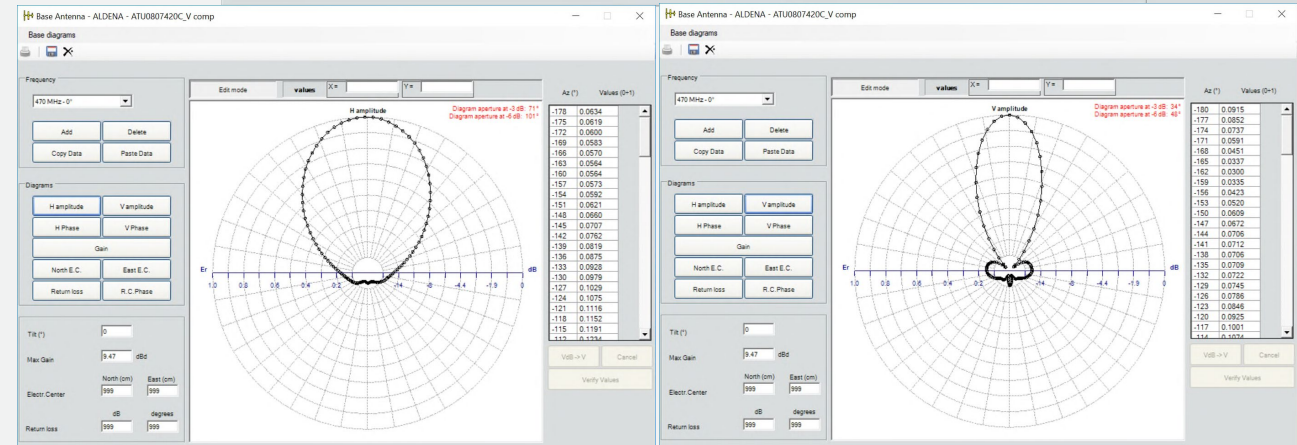 Base Antenna - ALDENA - ATU0807420C_V comp
Base diagrams
Frequency
470 MHz - 0°
Add Delete
Copy Data Paste Data
Diagrams
H amplitude V amplitude
H Phase V Phase
Gain
North E.C. East E.C.
Return loss R.C.Phase
Tilt (°) 0
Max Gain 9.47 dBd
North (cm) East (cm)
Electr.Center 999 999
dB degrees
Return loss 999 999
Edit mode values X= Y=
H amplitude
Diagram aperture at -3 dB: 71°
Diagram aperture at -6 dB: 101°
Er dB
1.0 0.8 0.6 0.4 0.2 -14 -8 -4.4 -1.9 0
Az (°) Values (0÷1)
-178 0.0634
-175 0.0619
-172 0.0600
-169 0.0583
-166 0.0570
-163 0.0564
-160 0.0564
-157 0.0573
-154 0.0592
-151 0.0621
-148 0.0660
-145 0.0707
-142 0.0762
-139 0.0819
-136 0.0875
-133 0.0928
-130 0.0979
-127 0.1029
-124 0.1075
-121 0.1116
-118 0.1152
-115 0.1191
-112 0.1234
VdB -> V Cancel
Verify Values
Base Antenna - ALDENA - ATU0807420C_V comp
Base diagrams
Frequency
470 MHz - 0°
Add Delete
Copy Data Paste Data
Diagrams
H amplitude V amplitude
H Phase V Phase
Gain
North E.C. East E.C.
Return loss R.C.Phase
Tilt (°) 0
Max Gain 9.47 dBd
North (cm) East (cm)
Electr.Center 999 999
dB degrees
Return loss 999 999
Edit mode values X= Y=
V amplitude
Diagram aperture at -3 dB: 34°
Diagram aperture at -6 dB: 48°
Er dB
1.0 0.8 0.6 0.4 0.2 -14 -8 -4.4 -1.9 0
Az (°) Values (0÷1)
-180 0.0915
-177 0.0852
-174 0.0737
-171 0.0591
-168 0.0451
-165 0.0337
-162 0.0300
-159 0.0335
-156 0.0423
-153 0.0520
-150 0.0609
-147 0.0672
-144 0.0706
-141 0.0712
-138 0.0706
-135 0.0709
-132 0.0722
-129 0.0745
-126 0.0786
-123 0.0846
-120 0.0925
-117 0.1001
-114 0.1074
VdB -> V Cancel
Verify Values